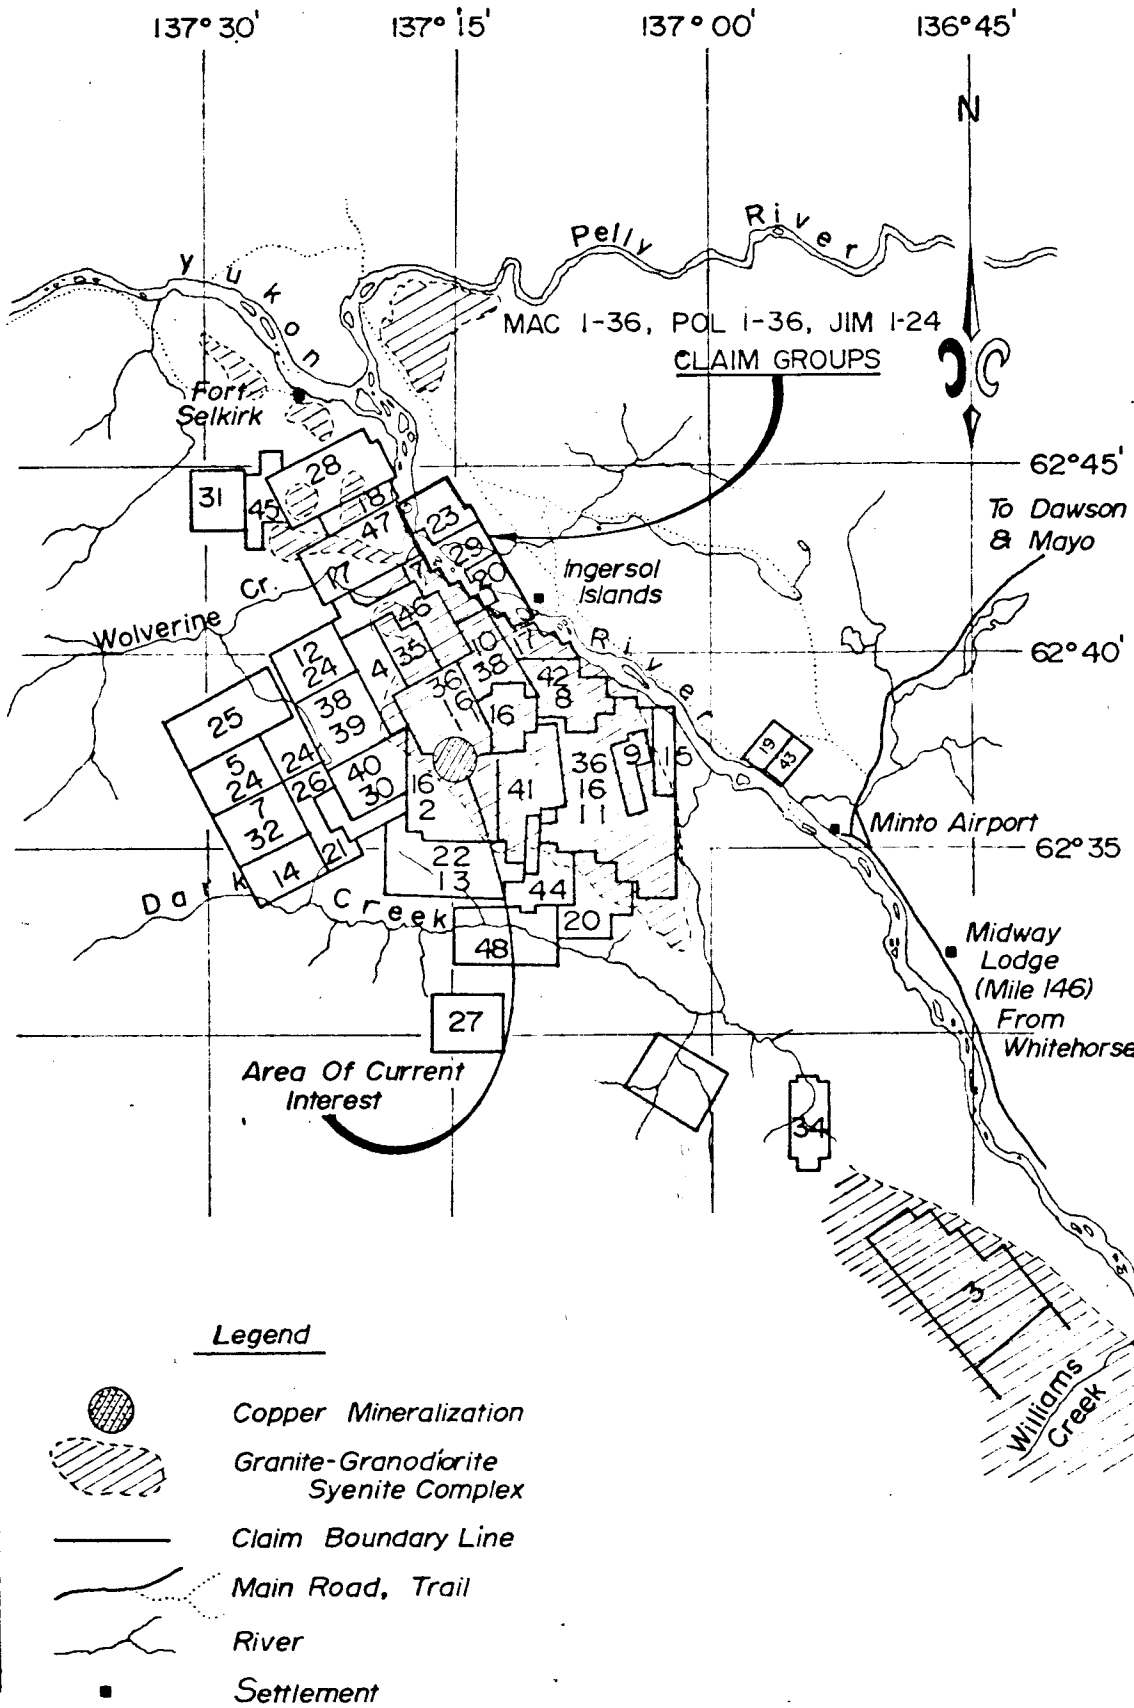 137°30' 137°15' 137°00' 136°45'
N
Pelly River
Yukon
MAC 1-36, POL 1-36, JIM 1-24
CLAIM GROUPS
Fort
Selkirk
62°45'
28
31
45
18
47
23
To Dawson
& Mayo
29
20
17
7
Ingersol
Islands
Wolverine Cr.
46
River
62°40'
12
24
4
35
10
38
17
42
8
38
39
36
6
11
16
25
5
24
24
26
40
30
16
2
41
36
16
11
9
15
19
43
7
32
Minto Airport
62°35
14
21
22
13
44
20
Dark Creek
48
Midway
Lodge
(Mile 146)
From
Whitehorse
27
Area Of Current
Interest
34
3
Williams
Creek
Legend
Copper Mineralization
Granite-Granodiorite
Syenite Complex
Claim Boundary Line
Main Road, Trail
River
Settlement